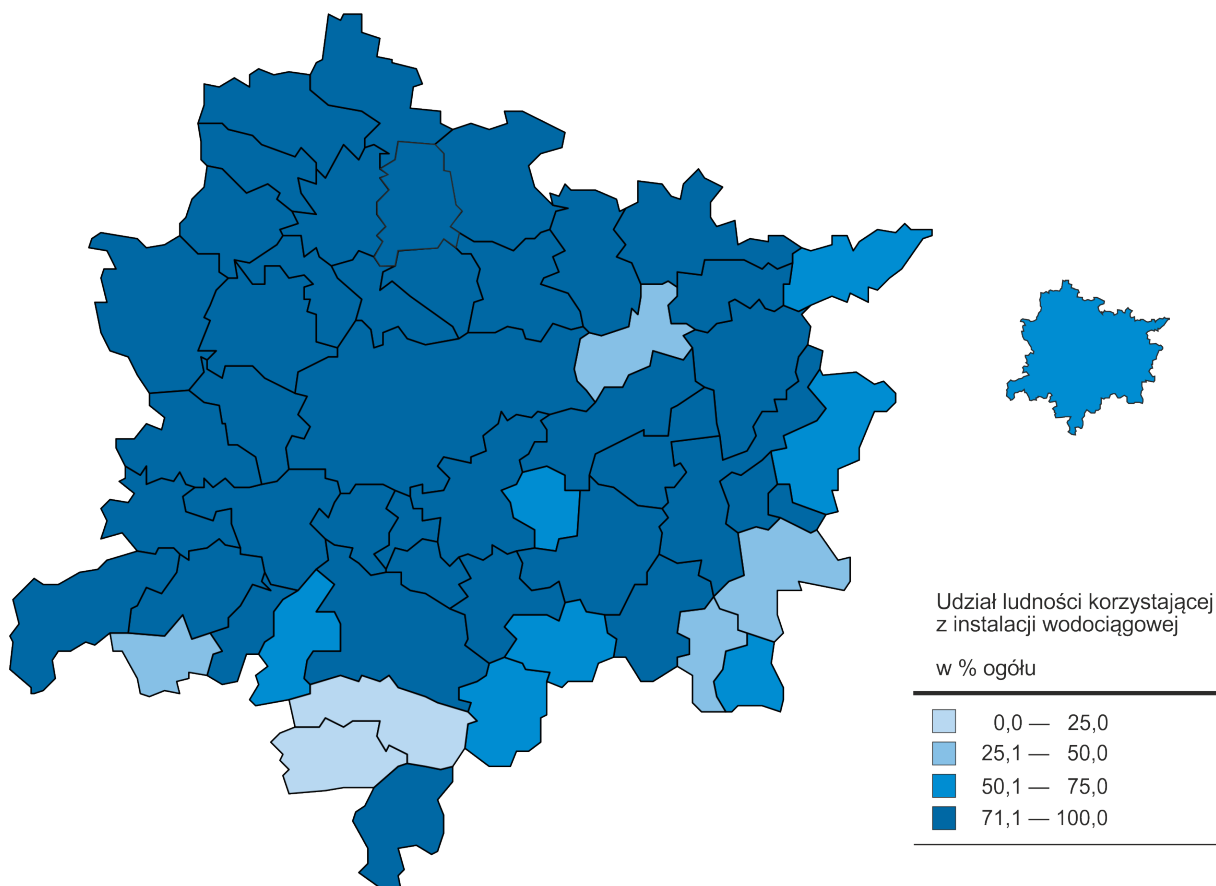 Udział ludności korzystającej
z instalacji wodociągowej
w % ogółu
0,0 — 25,0
25,1 — 50,0
50,1 — 75,0
71,1 — 100,0